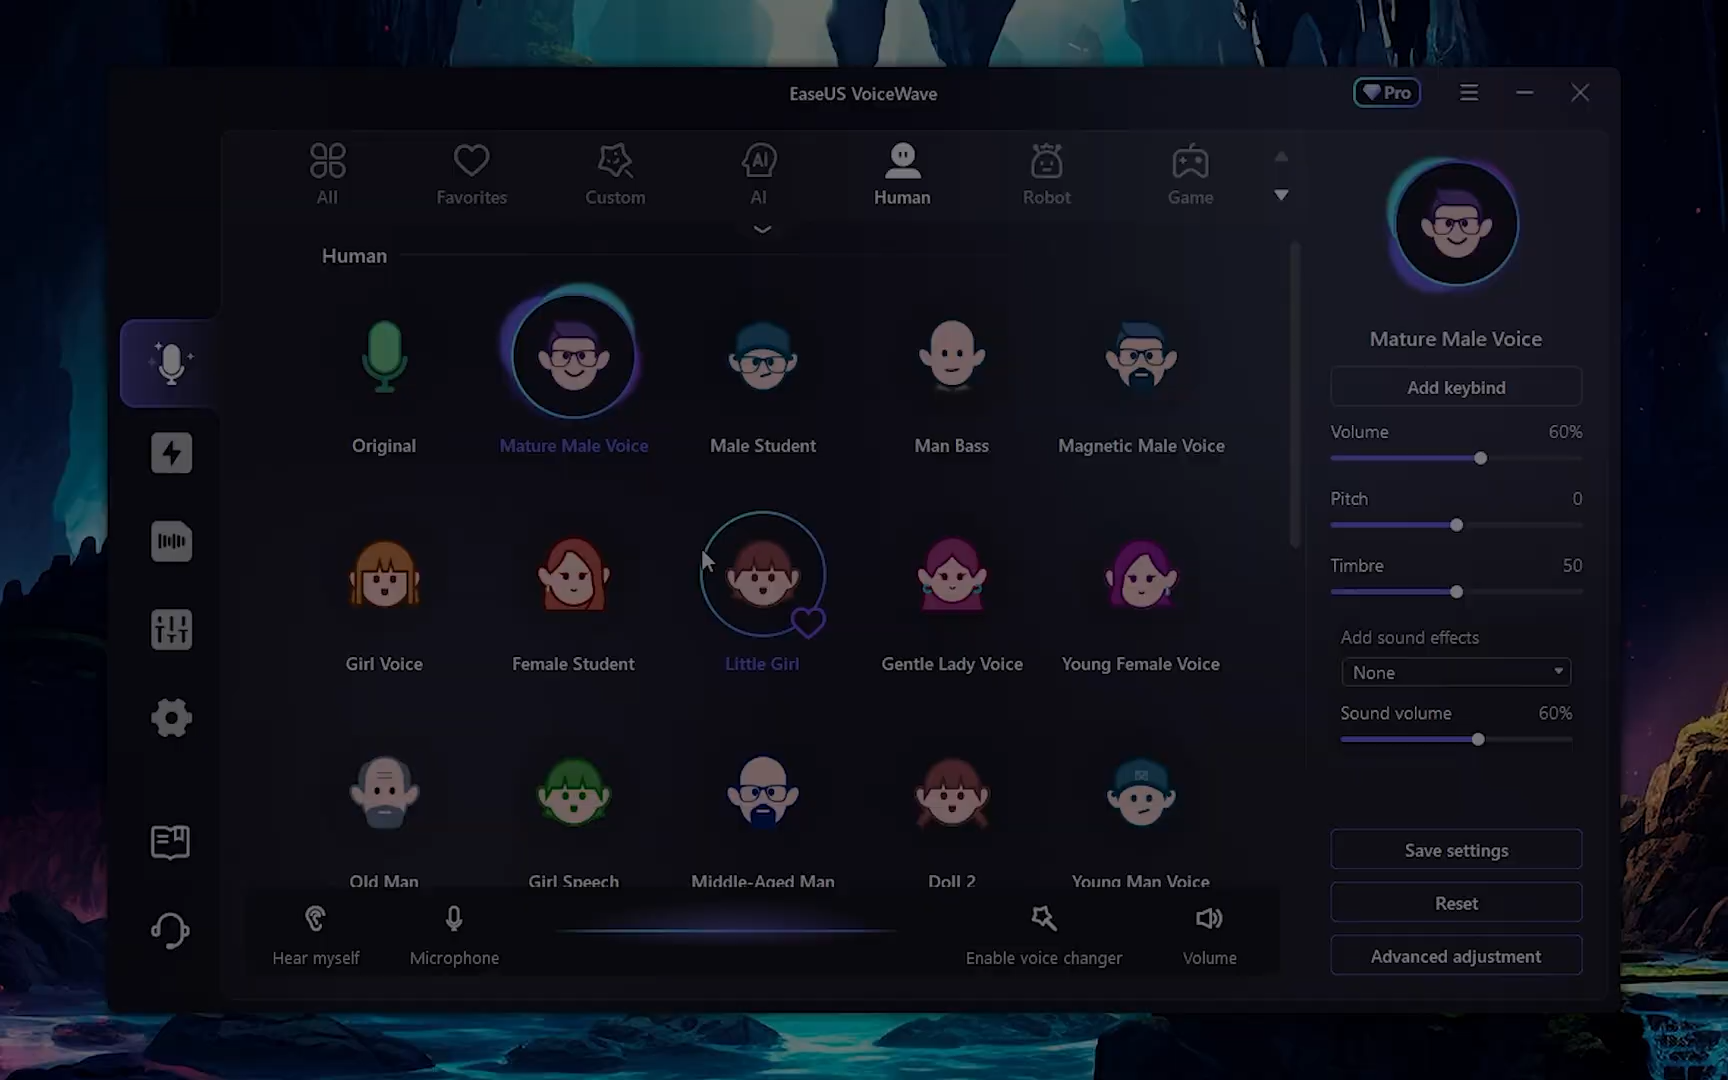 EaseUS VoiceWave
Pro
All
Favorites
Custom
AI
AI
Human
Robot
Game
Human
Original
Mature Male Voice
Male Student
Man Bass
Magnetic Male Voice
Girl Voice
Female Student
Little Girl
Gentle Lady Voice
Young Female Voice
Old Man
Girl Speech
Middle-Aged Man
Doll 2
Young Man Voice
Hear myself
Microphone
Enable voice changer
Volume
Mature Male Voice
Add keybind
Volume 60%
Pitch 0
Timbre 50
Add sound effects
None
Sound volume 60%
Save settings
Reset
Advanced adjustment